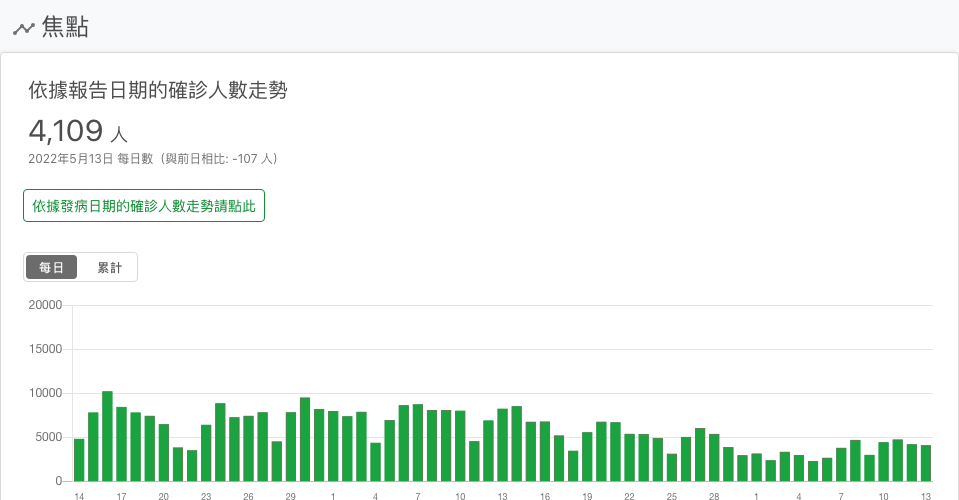 焦點
依據報告日期的確診人數走勢
4,109 人
2022年5月13日 每日數（與前日相比: -107 人）
依據發病日期的確診人數走勢請點此
每日 累計
20000
15000
10000
5000
0
14 17 20 23 26 29 1 4 7 10 13 16 19 22 25 28 1 4 7 10 13